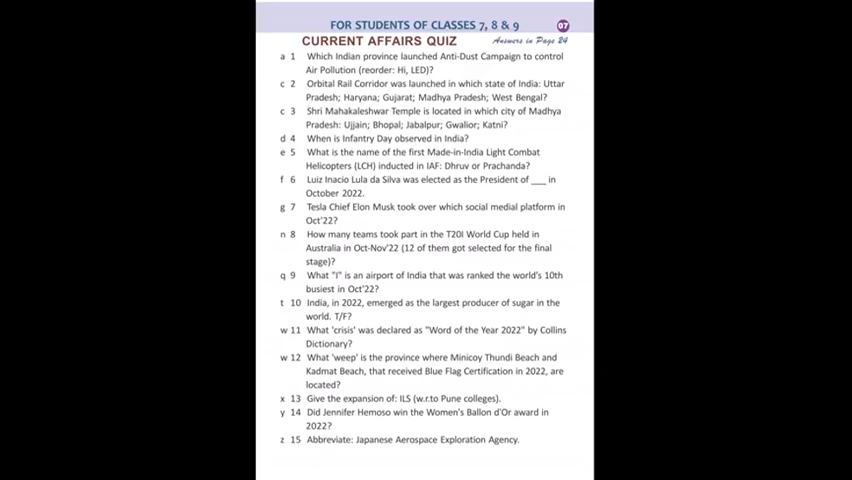 FOR STUDENTS OF CLASSES 7, 8 & 9 07
CURRENT AFFAIRS QUIZ Answers in Page 24
a 1 Which Indian province launched Anti-Dust Campaign to control
Air Pollution (reorder: Hi, LED)?
c 2 Orbital Rail Corridor was launched in which state of India: Uttar
Pradesh; Haryana; Gujarat; Madhya Pradesh; West Bengal?
c 3 Shri Mahakaleshwar Temple is located in which city of Madhya
Pradesh: Ujjain; Bhopal; Jabalpur; Gwalior; Katni?
d 4 When is Infantry Day observed in India?
e 5 What is the name of the first Made-in-India Light Combat
Helicopters (LCH) inducted in IAF: Dhruv or Prachanda?
f 6 Luiz Inacio Lula da Silva was elected as the President of ___ in
October 2022.
g 7 Tesla Chief Elon Musk took over which social medial platform in
Oct'22?
n 8 How many teams took part in the T20I World Cup held in
Australia in Oct-Nov'22 (12 of them got selected for the final
stage)?
q 9 What "I" is an airport of India that was ranked the world's 10th
busiest in Oct'22?
t 10 India, in 2022, emerged as the largest producer of sugar in the
world. T/F?
w 11 What 'crisis' was declared as "Word of the Year 2022" by Collins
Dictionary?
w 12 What 'weep' is the province where Minicoy Thundi Beach and
Kadmat Beach, that received Blue Flag Certification in 2022, are
located?
x 13 Give the expansion of: ILS (w.r.to Pune colleges).
y 14 Did Jennifer Hemoso win the Women's Ballon d'Or award in
2022?
z 15 Abbreviate: Japanese Aerospace Exploration Agency.